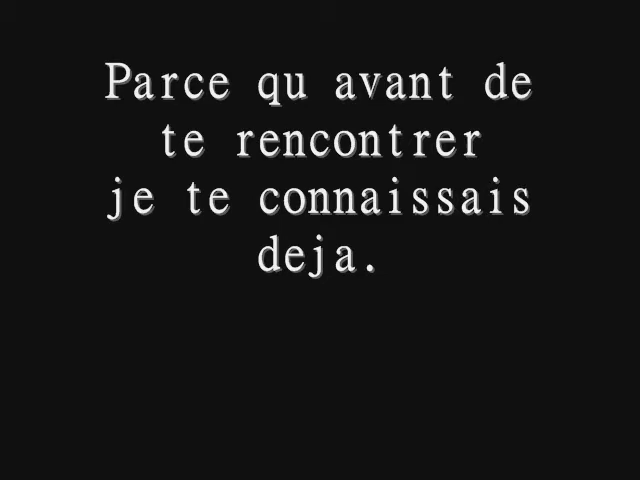 Parce qu avant de
te rencontrer
je te connaissais
deja.